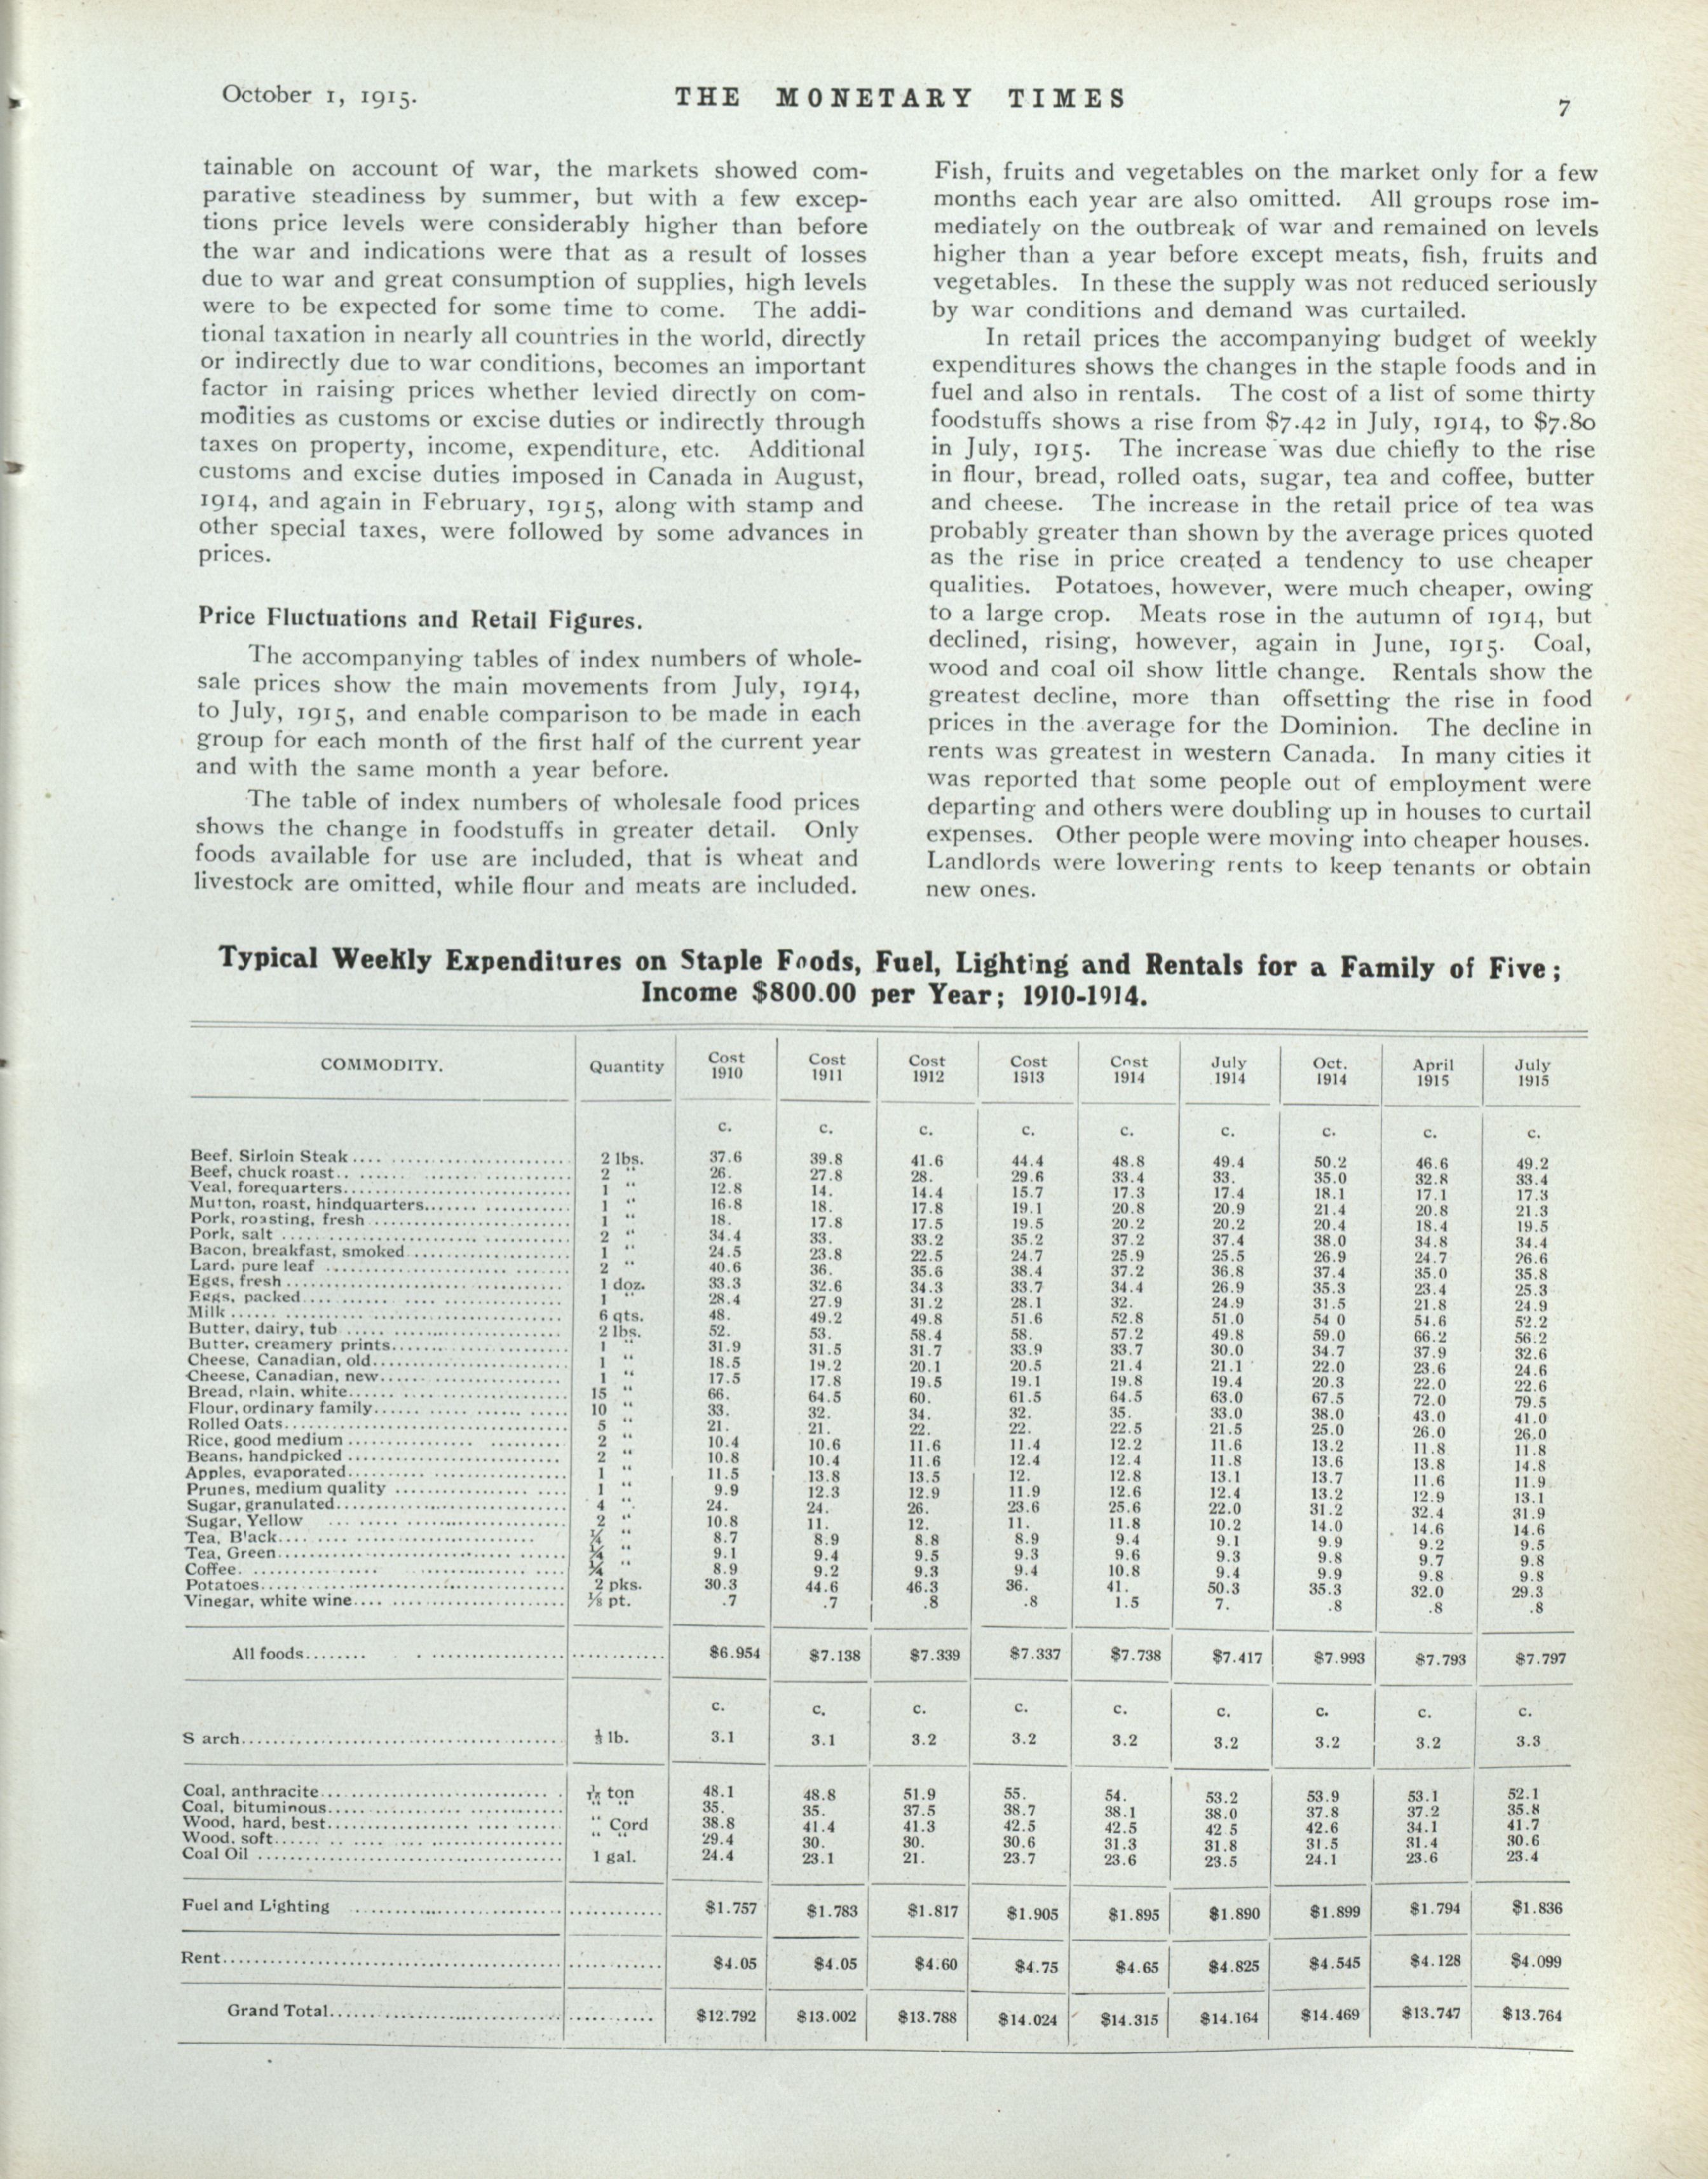 October 1, 1915.
THE MONETARY TIMES
7
tainable on account of war, the markets showed com-
parative steadiness by summer, but with a few excep-
tions price levels were considerably higher than before
the war and indications were that as a result of losses
due to war and great consumption of supplies, high levels
were to be expected for some time to come. The addi-
tional taxation in nearly all countries in the world, directly
or indirectly due to war conditions, becomes an important
factor in raising prices whether levied directly on com-
modities as customs or excise duties or indirectly through
taxes on property, income, expenditure, etc. Additional
customs and excise duties imposed in Canada in August,
1914, and again in February, 1915, along with stamp and
other special taxes, were followed by some advances in
prices.
Price Fluctuations and Retail Figures.
The accompanying tables of index numbers of whole-
sale prices show the main movements from July, 1914,
to July, 1915, and enable comparison to be made in each
group for each month of the first half of the current year
and with the same month a year before.
The table of index numbers of wholesale food prices
shows the change in foodstuffs in greater detail. Only
foods available for use are included, that is wheat and
livestock are omitted, while flour and meats are included.
Fish, fruits and vegetables on the market only for a few
months each year are also omitted. All groups rose im-
mediately on the outbreak of war and remained on levels
higher than a year before except meats, fish, fruits and
vegetables. In these the supply was not reduced seriously
by war conditions and demand was curtailed.
In retail prices the accompanying budget of weekly
expenditures shows the changes in the staple foods and in
fuel and also in rentals. The cost of a list of some thirty
foodstuffs shows a rise from $7.42 in July, 1914, to $7.80
in July, 1915. The increase was due chiefly to the rise
in flour, bread, rolled oats, sugar, tea and coffee, butter
and cheese. The increase in the retail price of tea was
probably greater than shown by the average prices quoted
as the rise in price created a tendency to use cheaper
qualities. Potatoes, however, were much cheaper, owing
to a large crop. Meats rose in the autumn of 1914, but
declined, rising, however, again in June, 1915. Coal,
wood and coal oil show little change. Rentals show the
greatest decline, more than offsetting the rise in food
prices in the average for the Dominion. The decline in
rents was greatest in western Canada. In many cities it
was reported that some people out of employment were
departing and others were doubling up in houses to curtail
expenses. Other people were moving into cheaper houses.
Landlords were lowering rents to keep tenants or obtain
new ones.
Typical Weekly Expenditures on Staple Foods, Fuel, Lighting and Rentals for a Family of Five;
Income $800.00 per Year; 1910-1914.
COMMODITY. Quantity Cost 1910 Cost 1911 Cost 1912 Cost 1913 Cost 1914 July 1914 Oct. 1914 April 1915 July 1915
c. c. c. c. c. c. c. c. c.
Beef, Sirloin Steak 2 lbs. 37.6 39.8 41.6 44.4 48.8 49.4 50.2 46.6 49.2
Beef, chuck roast 2 " 26. 27.8 28. 29.6 33.4 33. 35.0 32.8 33.4
Veal, forequarters 1 " 12.8 14. 14.4 15.7 17.3 17.4 18.1 17.1 17.3
Mutton, roast, hindquarters 1 " 16.8 18. 17.8 19.1 20.8 20.9 21.4 20.8 21.3
Pork, roasting, fresh 1 " 18. 17.8 17.5 19.5 20.2 20.2 20.4 18.4 19.5
Pork, salt 2 " 34.4 33. 33.2 35.2 37.2 37.4 38.0 34.8 34.4
Bacon, breakfast, smoked 1 " 24.5 23.8 22.5 24.7 25.9 25.5 26.9 24.7 26.6
Lard, pure leaf 2 " 40.6 36. 35.6 38.4 37.2 36.8 37.4 35.0 35.8
Eggs, fresh 1 doz. 33.3 32.6 34.3 33.7 34.4 26.9 35.3 23.4 25.3
Eggs, packed 1 " 28.4 27.9 31.2 28.1 32. 24.9 31.5 21.8 24.9
Milk 6 qts. 48. 49.2 49.8 51.6 52.8 51.0 54 0 51.6 52.2
Butter, dairy, tub 2 lbs. 52. 53. 58.4 58. 57.2 49.8 59.0 66.2 56.2
Butter, creamery prints 1 " 31.9 31.5 31.7 33.9 33.7 30.0 34.7 37.9 32.6
Cheese, Canadian, old 1 " 18.5 19.2 20.1 20.5 21.4 21.1 22.0 23.6 24.6
Cheese, Canadian, new 1 " 17.5 17.8 19.5 19.1 19.8 19.4 20.3 22.0 22.6
Bread, plain, white 15 " 66. 64.5 60. 61.5 64.5 63.0 67.5 72.0 79.5
Flour, ordinary family 10 " 33. 32. 34. 32. 35. 33.0 38.0 43.0 41.0
Rolled Oats 5 " 21. 21. 22. 22. 22.5 21.5 25.0 26.0 26.0
Rice, good medium 2 " 10.4 10.6 11.6 11.4 12.2 11.6 13.2 11.8 11.8
Beans, handpicked 2 " 10.8 10.4 11.6 12.4 12.4 11.8 13.6 13.8 14.8
Apples, evaporated 1 " 11.5 13.8 13.5 12. 12.8 13.1 13.7 11.6 11.9
Prunes, medium quality 1 " 9.9 12.3 12.9 11.9 12.6 12.4 13.2 12.9 13.1
Sugar, granulated 4 " 24. 24. 26. 23.6 25.6 22.0 31.2 32.4 31.9
Sugar, Yellow 2 " 10.8 11. 12. 11. 11.8 10.2 14.0 14.6 14.6
Tea, Black ¼ " 8.7 8.9 8.8 8.9 9.4 9.1 9.9 9.2 9.5
Tea, Green ¼ " 9.1 9.4 9.5 9.3 9.6 9.3 9.8 9.7 9.8
Coffee ¼ " 8.9 9.2 9.3 9.4 10.8 9.4 9.9 9.8 9.8
Potatoes 2 pks. 30.3 44.6 46.3 36. 41. 50.3 35.3 32.0 29.3
Vinegar, white wine ⅛ pt. .7 .7 .8 .8 1.5 7. .8 .8 .8
All foods $6.954 $7.138 $7.339 $7.337 $7.738 $7.417 $7.993 $7.793 $7.797
c. c. c. c. c. c. c. c. c.
S arch lb. 3.1 3.1 3.2 3.2 3.2 3.2 3.2 3.2 3.3
Coal, anthracite 1/16 ton 48.1 48.8 51.9 55. 54. 53.2 53.9 53.1 52.1
Coal, bituminous " " 35. 35. 37.5 38.7 38.1 38.0 37.8 37.2 35.8
Wood, hard, best " Cord 38.8 41.4 41.3 42.5 42.5 42 5 42.6 34.1 41.7
Wood, soft " " 29.4 30. 30. 30.6 31.3 31.8 31.5 31.4 30.6
Coal Oil 1 gal. 24.4 23.1 21. 23.7 23.6 23.5 24.1 23.6 23.4
Fuel and Lighting $1.757 $1.783 $1.817 $1.905 $1.895 $1.890 $1.899 $1.794 $1.836
Rent $4.05 $4.05 $4.60 $4.75 $4.65 $4.825 $4.545 $4.128 $4.099
Grand Total $12.792 $13.002 $13.788 $14.024 $14.315 $14.164 $14.469 $13.747 $13.764